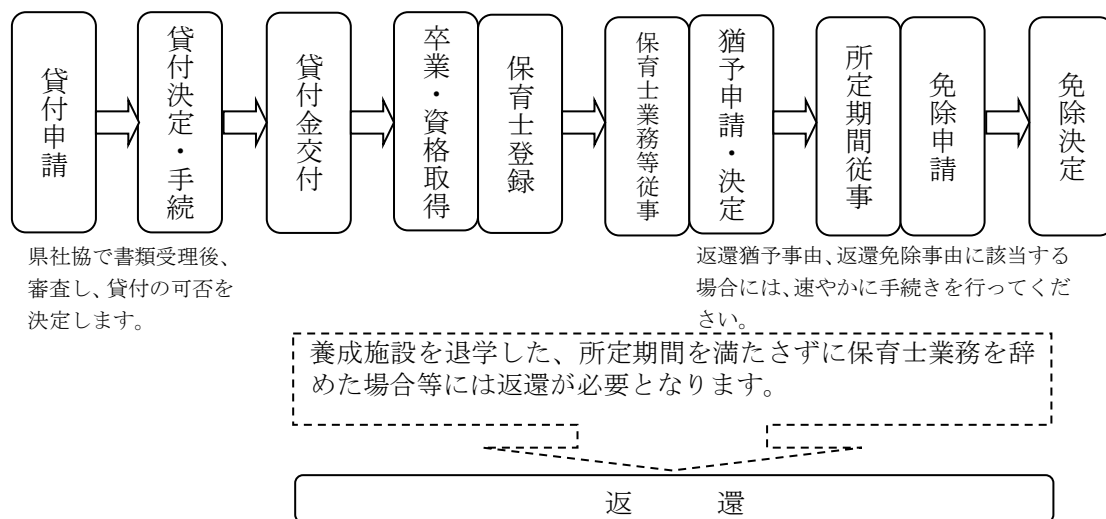 貸付申請
貸付決定・手続
貸付金交付
卒業・資格取得
保育士登録
保育士業務等従事
猶予申請・決定
所定期間従事
免除申請
免除決定
県社協で書類受理後、
審査し、貸付の可否を
決定します。
返還猶予事由、返還免除事由に該当する
場合には、速やかに手続きを行ってくだ
さい。
養成施設を退学した、所定期間を満たさずに保育士業務を辞
めた場合等には返還が必要となります。
返　　還